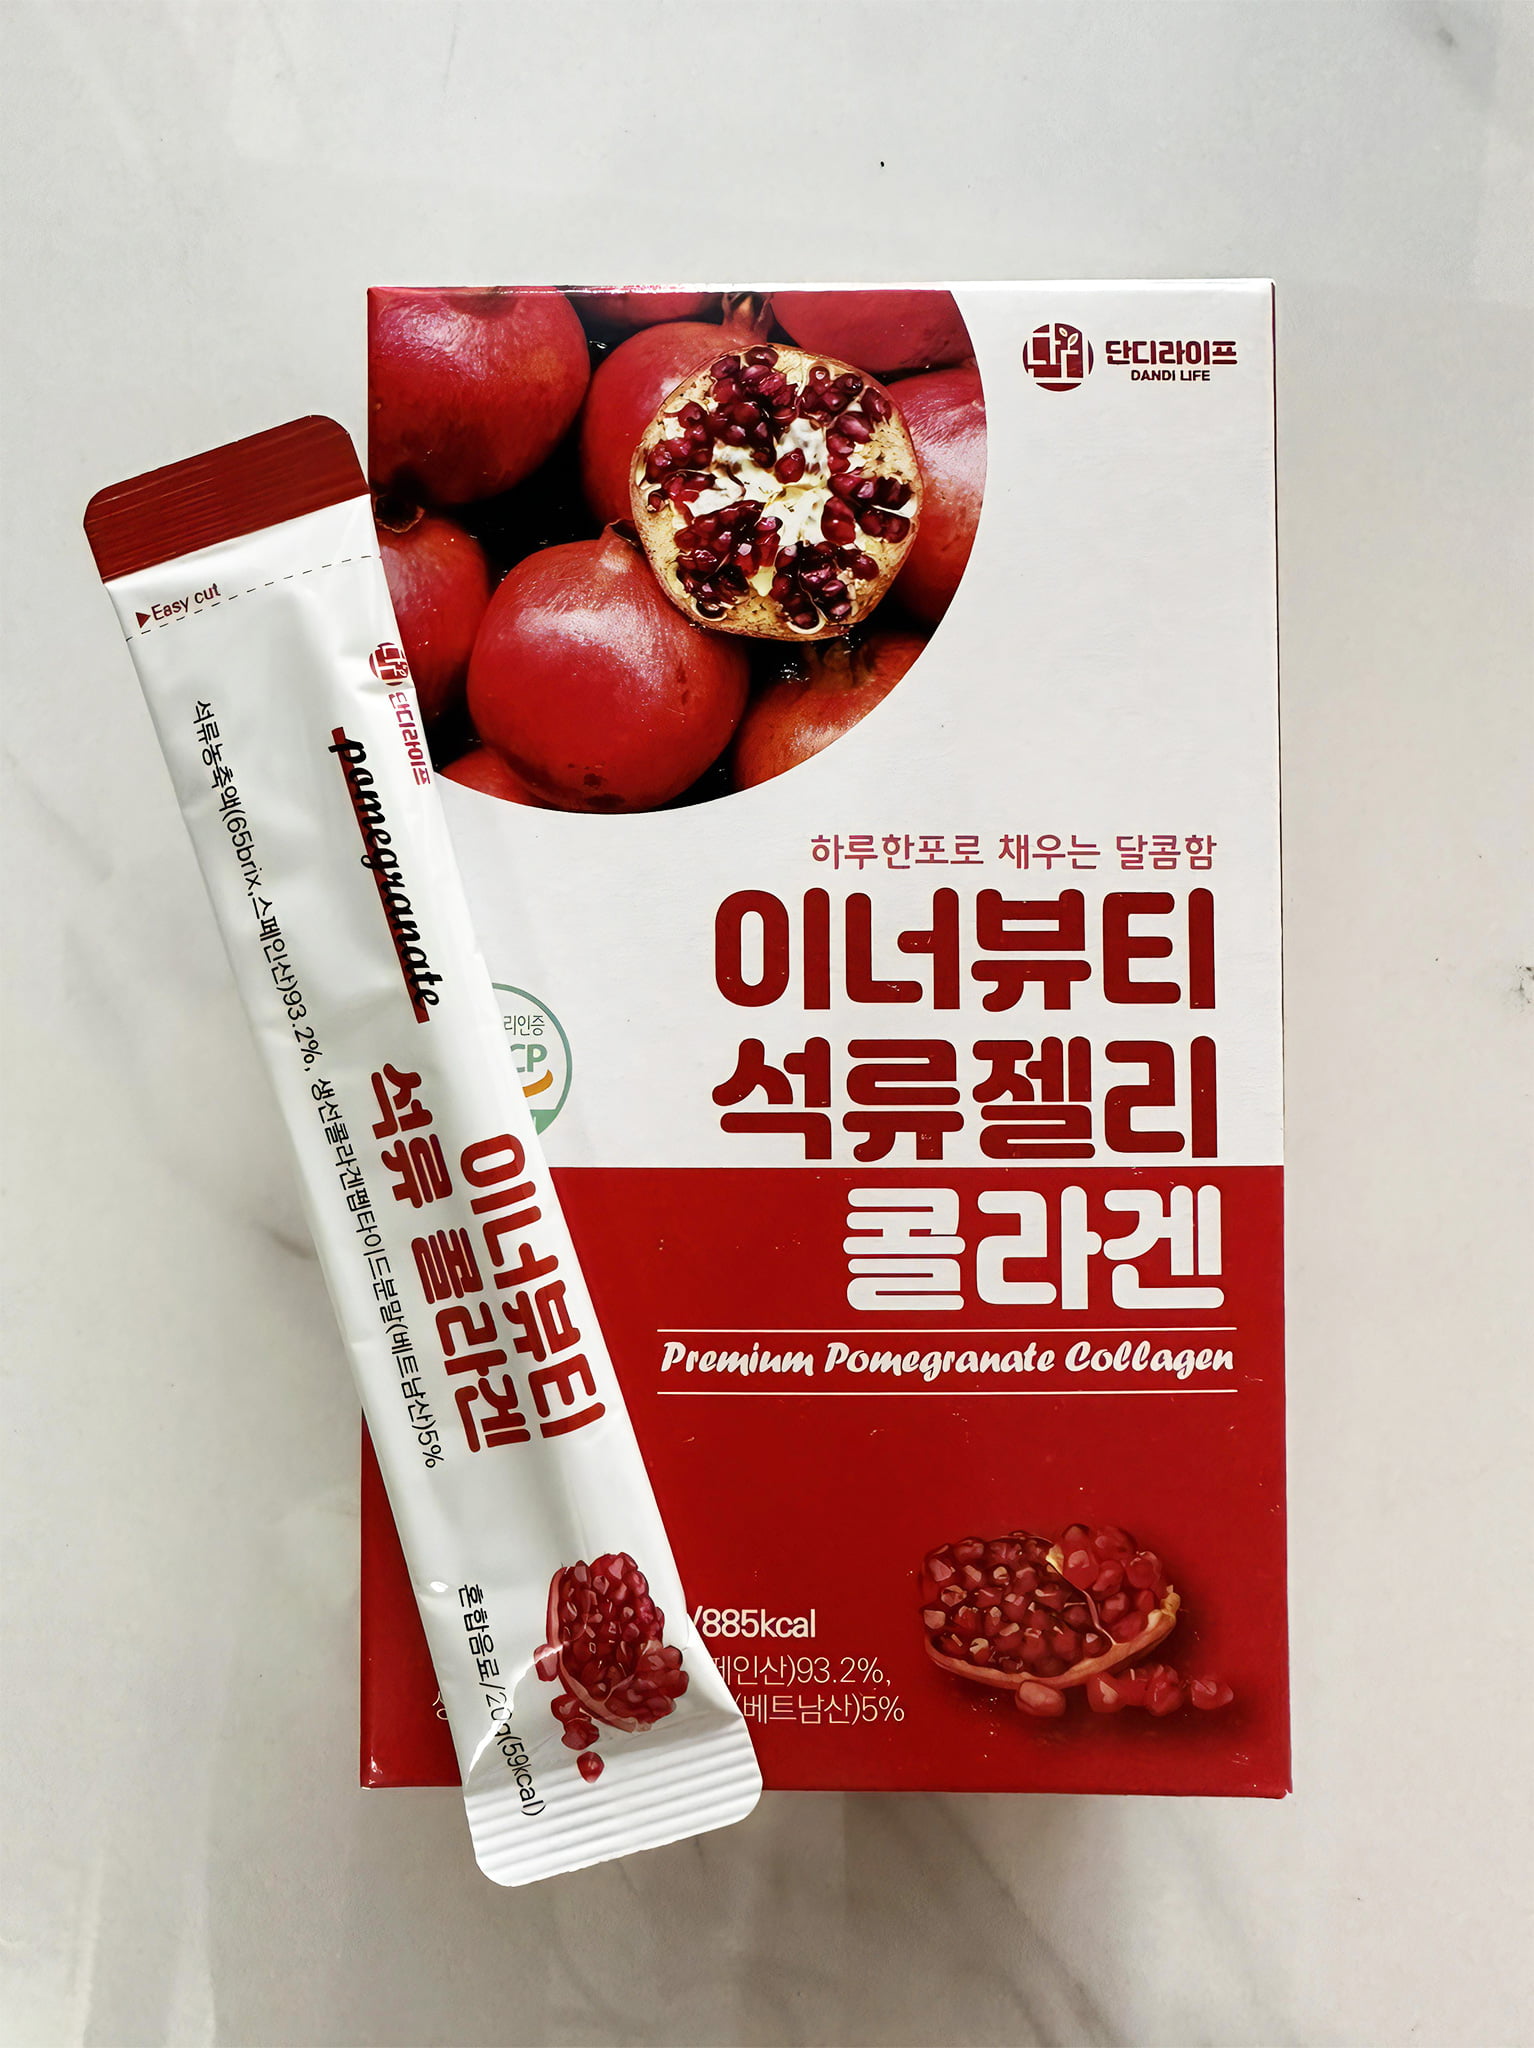 단디라이프
DANDI LIFE
하루한포로 채우는 달콤함
이너뷰티
석류젤리
콜라겐
Premium Pomegranate Collagen
리인증
CP
/885kcal
페인산)93.2%,
(베트남산)5%
▶Easy cut
단디라이프
pomegranate
이너뷰티
석류 콜라겐
석류농축액(65brix,스페인산)93.2%, 생선콜라겐펩타이드분말(베트남산)5%
혼합음료/20g(59kcal)